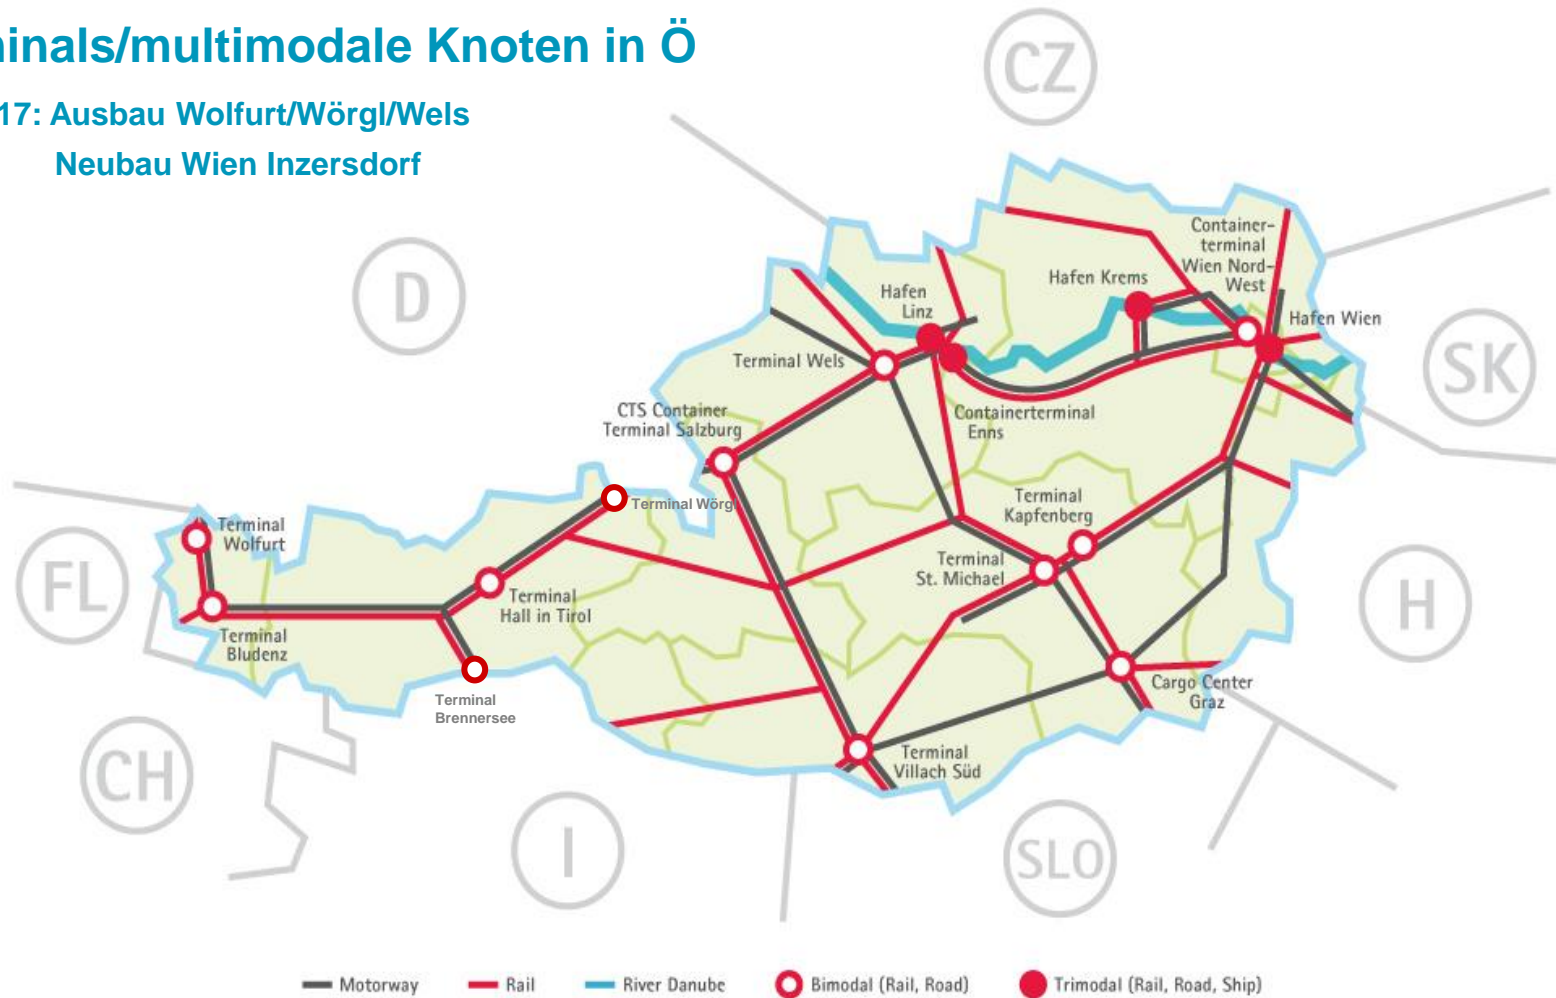 minals/multimodale Knoten in Ö
17: Ausbau Wolfurt/Wörgl/Wels
Neubau Wien Inzersdorf
CZ
D
SK
FL
H
CH
I
SLO
Container-
terminal
Wien Nord-
West
Hafen Krems
Hafen
Linz
Hafen Wien
Terminal Wels
CTS Container
Terminal Salzburg
Containerterminal
Enns
Terminal Wörgl
Terminal
Kapfenberg
Terminal
Wolfurt
Terminal
St. Michael
Terminal
Hall in Tirol
Terminal
Bludenz
Terminal
Brennersee
Cargo Center
Graz
Terminal
Villach Süd
Motorway
Rail
River Danube
Bimodal (Rail, Road)
Trimodal (Rail, Road, Ship)